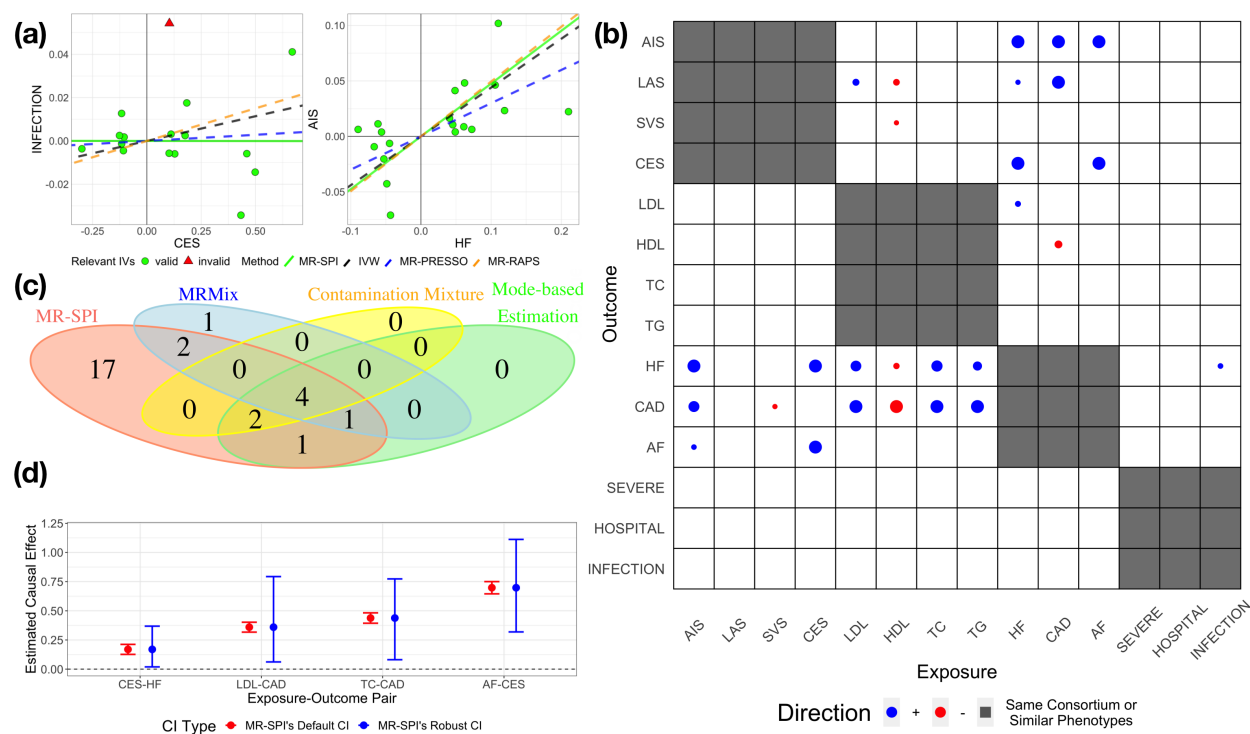 (a)
INFECTION
0.04
0.02
0.00
-0.02
-0.25
0.00
0.25
0.50
CES
AIS
0.10
0.05
0.00
-0.05
-0.1
0.0
0.1
0.2
HF
Relevant IVs valid invalid Method MR-SPI IVW MR-PRESSO MR-RAPS
(b)
Outcome
AIS
LAS
SVS
CES
LDL
HDL
TC
TG
HF
CAD
AF
SEVERE
HOSPITAL
INFECTION
AIS
LAS
SVS
CES
LDL
HDL
TC
TG
HF
CAD
AF
SEVERE
HOSPITAL
INFECTION
Exposure
Direction + - Same Consortium or
Similar Phenotypes
(c)
MR-SPI
MRMix
Contamination Mixture
Mode-based
Estimation
1
0
2
0
0
17
0
0
0
4
0
0
2
1
1
(d)
Estimated Causal Effect
1.25
1.00
0.75
0.50
0.25
0.00
CES-HF
LDL-CAD
TC-CAD
AF-CES
Exposure-Outcome Pair
CI Type MR-SPI's Default CI MR-SPI's Robust CI